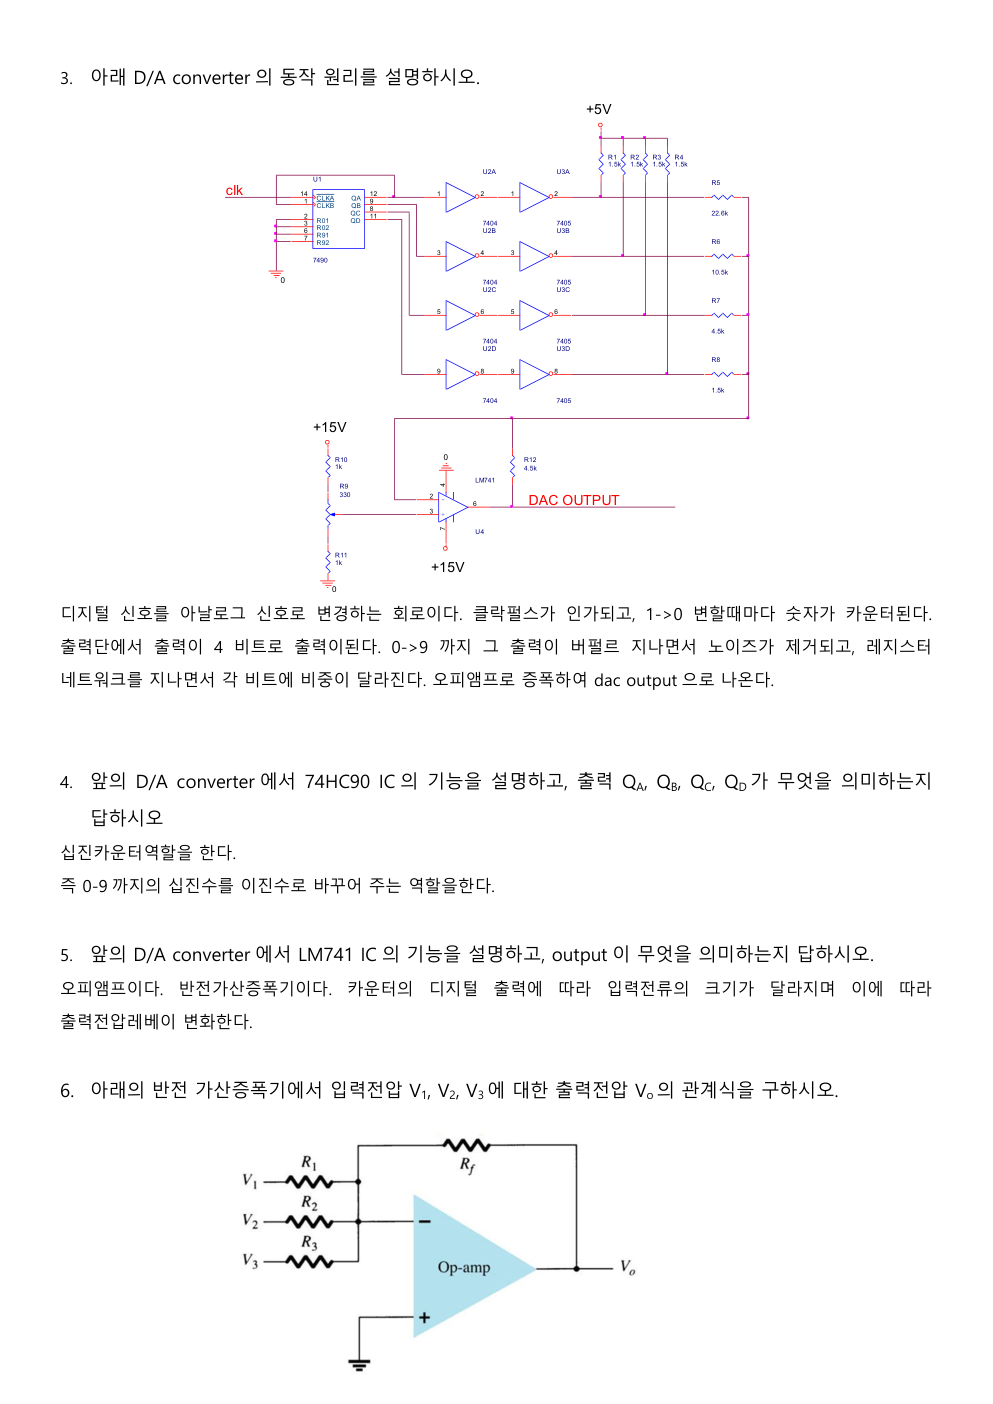 3. 아래 D/A converter 의 동작 원리를 설명하시오.
+5V
R1 R2 R3 R4
1.5k 1.5k 1.5k 1.5k
U1
clk
14 CLKA QA 12
1 CLKB QB 9
QC 8
2 R01 QD 11
3 R02
6 R91
7 R92
7490
0
U2A U3A R5
1 2 1 2
22.6k
7404 7405
U2B U3B R6
3 4 3 4
10.5k
7404 7405
U2C U3C R7
5 6 5 6
4.5k
7404 7405
U2D U3D R8
9 8 9 8
1.5k
7404 7405
+15V
R10
1k
R9
330
R11
1k
0
0
4
LM741
R12
4.5k
2 -
3 +
6
DAC OUTPUT
7
U4
+15V
디지털 신호를 아날로그 신호로 변경하는 회로이다. 클락펄스가 인가되고, 1->0 변할때마다 숫자가 카운터된다.
출력단에서 출력이 4 비트로 출력이된다. 0->9 까지 그 출력이 버펄르 지나면서 노이즈가 제거되고, 레지스터
네트워크를 지나면서 각 비트에 비중이 달라진다. 오피앰프로 증폭하여 dac output 으로 나온다.
4. 앞의 D/A converter 에서 74HC90 IC 의 기능을 설명하고, 출력 QA, QB, QC, QD 가 무엇을 의미하는지
답하시오
십진카운터역할을 한다.
즉 0-9 까지의 십진수를 이진수로 바꾸어 주는 역할을한다.
5. 앞의 D/A converter 에서 LM741 IC 의 기능을 설명하고, output 이 무엇을 의미하는지 답하시오.
오피앰프이다. 반전가산증폭기이다. 카운터의 디지털 출력에 따라 입력전류의 크기가 달라지며 이에 따라
출력전압레베이 변화한다.
6. 아래의 반전 가산증폭기에서 입력전압 V1, V2, V3 에 대한 출력전압 Vo 의 관계식을 구하시오.
R1
V1
R2
V2
R3
V3
Rf
−
Op-amp
+
Vo